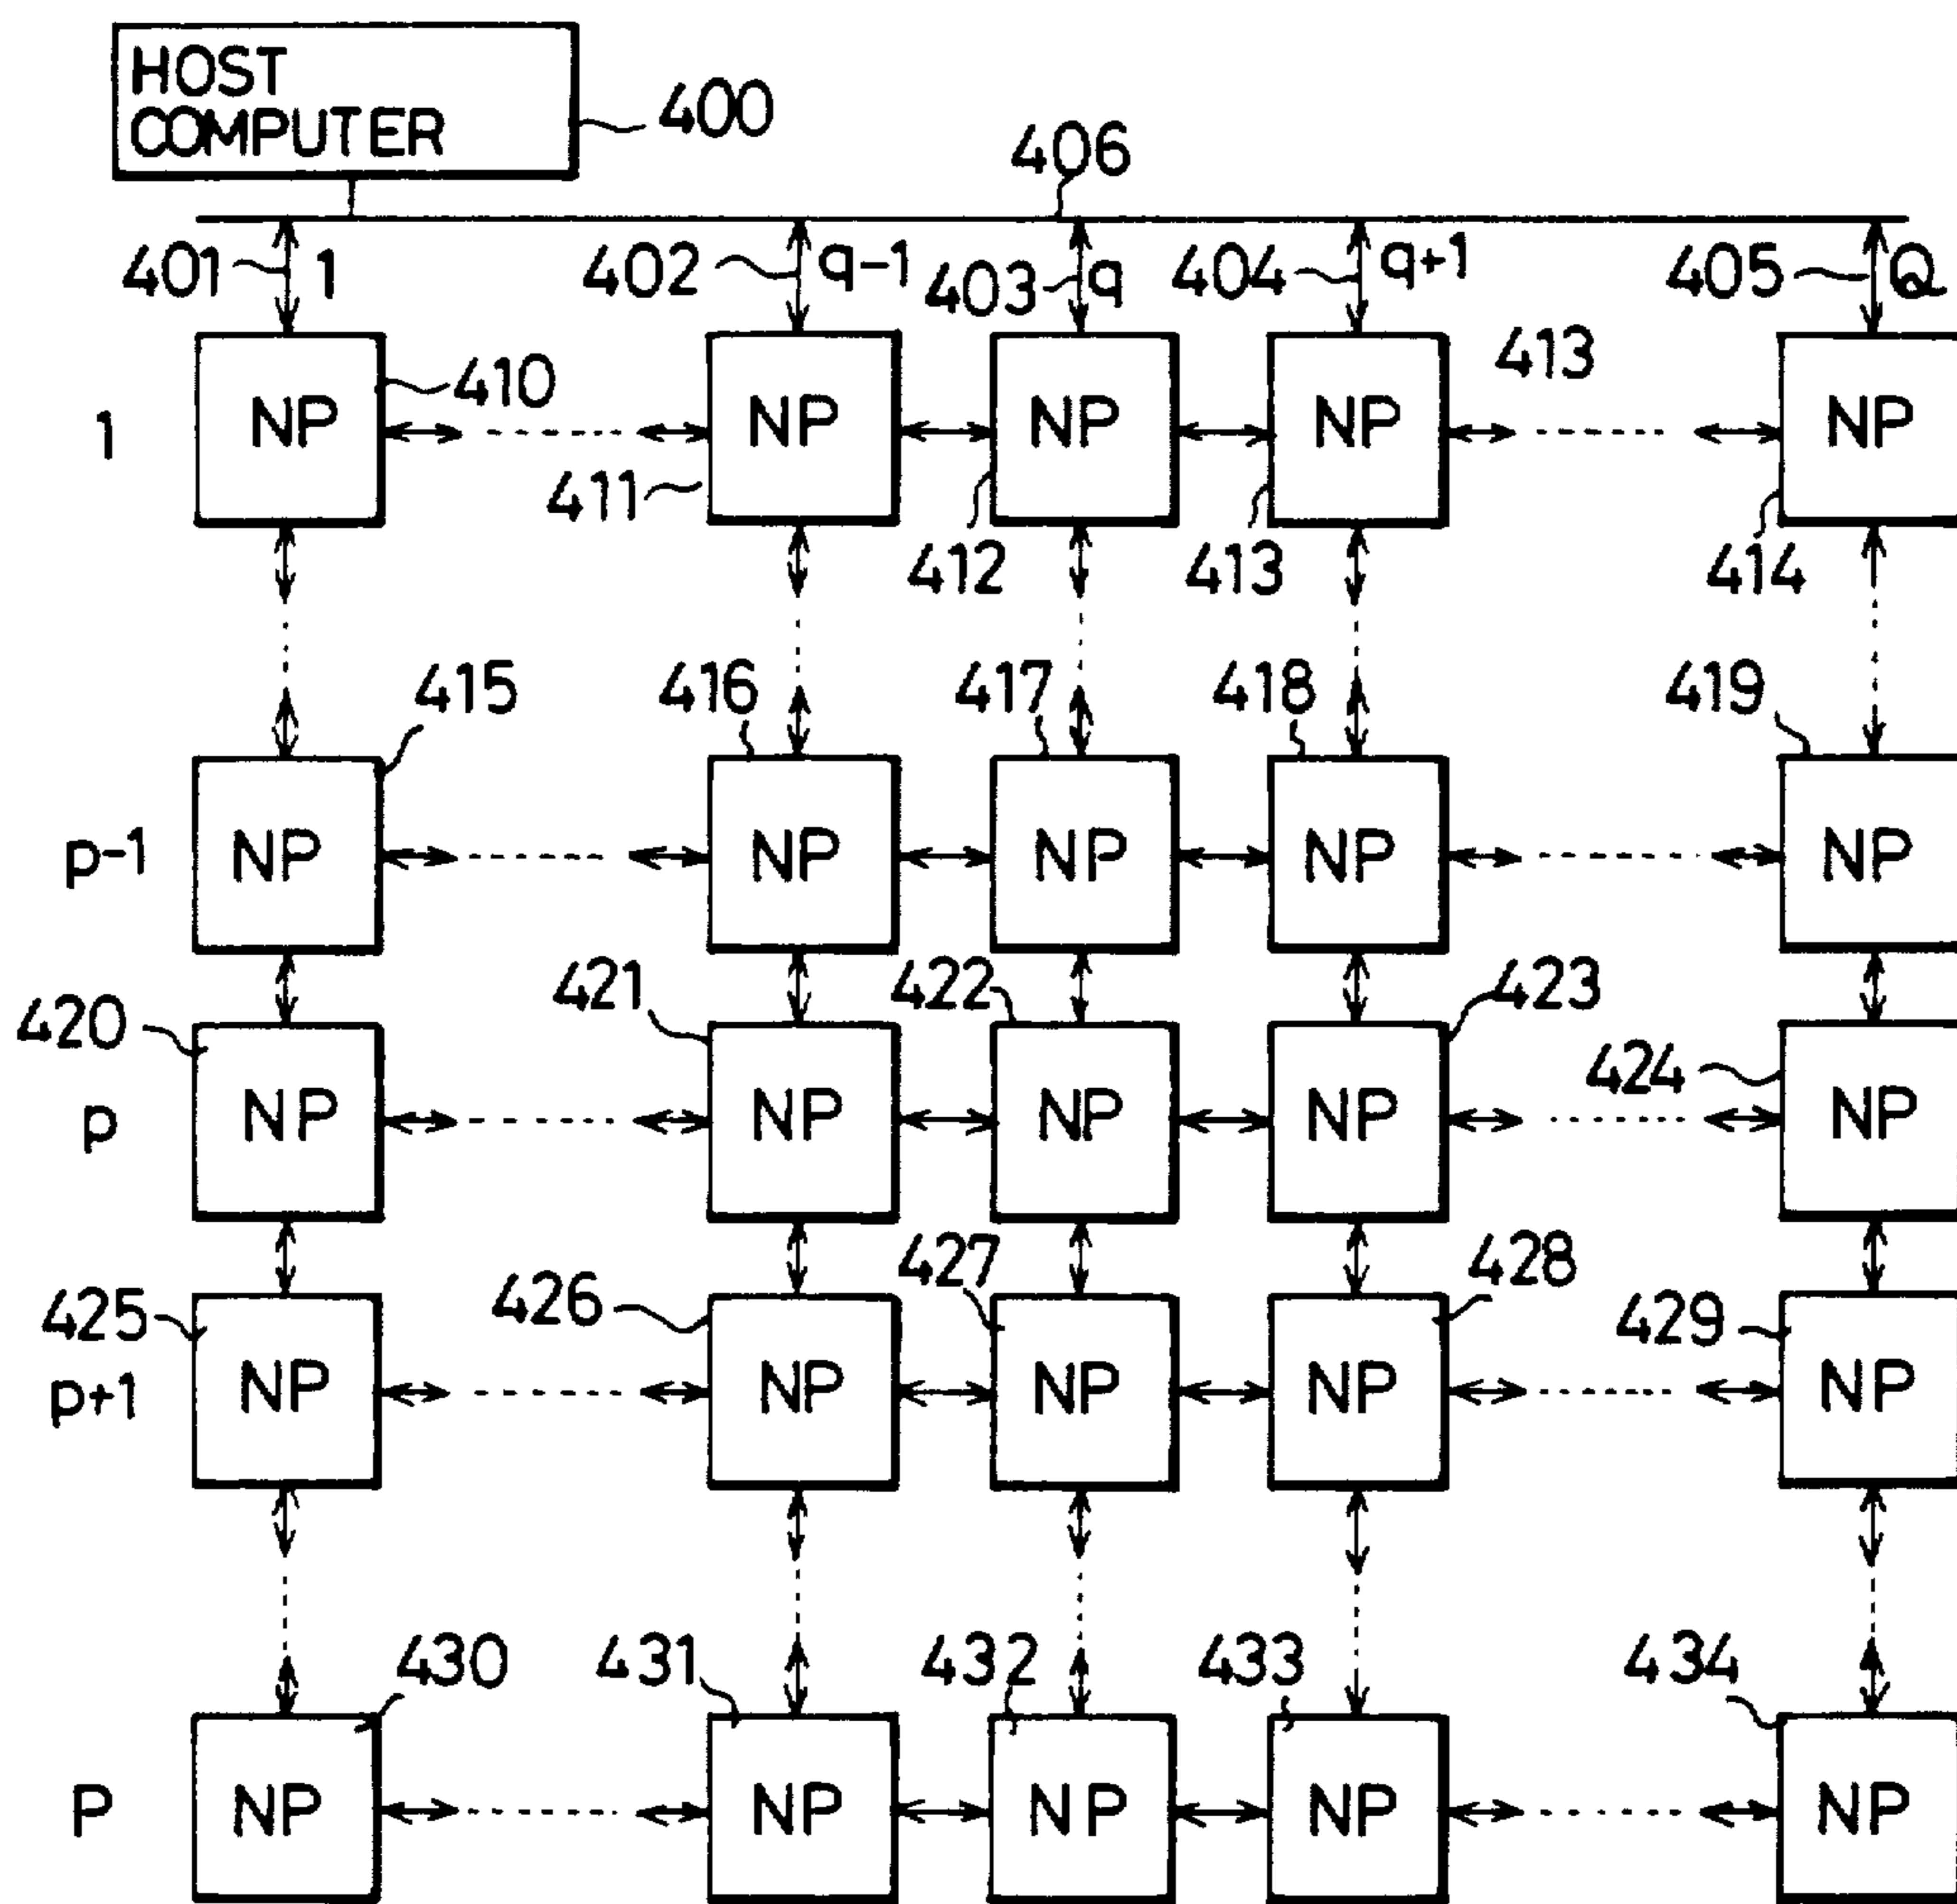 HOST
COMPUTER
400
406
401
1
402
q-1
403
q
404
q+1
405
Q
413
410
1
NP
NP
NP
NP
NP
411
412
413
414
415
416
417
418
419
p-1
NP
NP
NP
NP
NP
420
421
422
423
424
p
NP
NP
NP
NP
NP
425
426
427
428
429
p+1
NP
NP
NP
NP
NP
430
431
432
433
434
P
NP
NP
NP
NP
NP